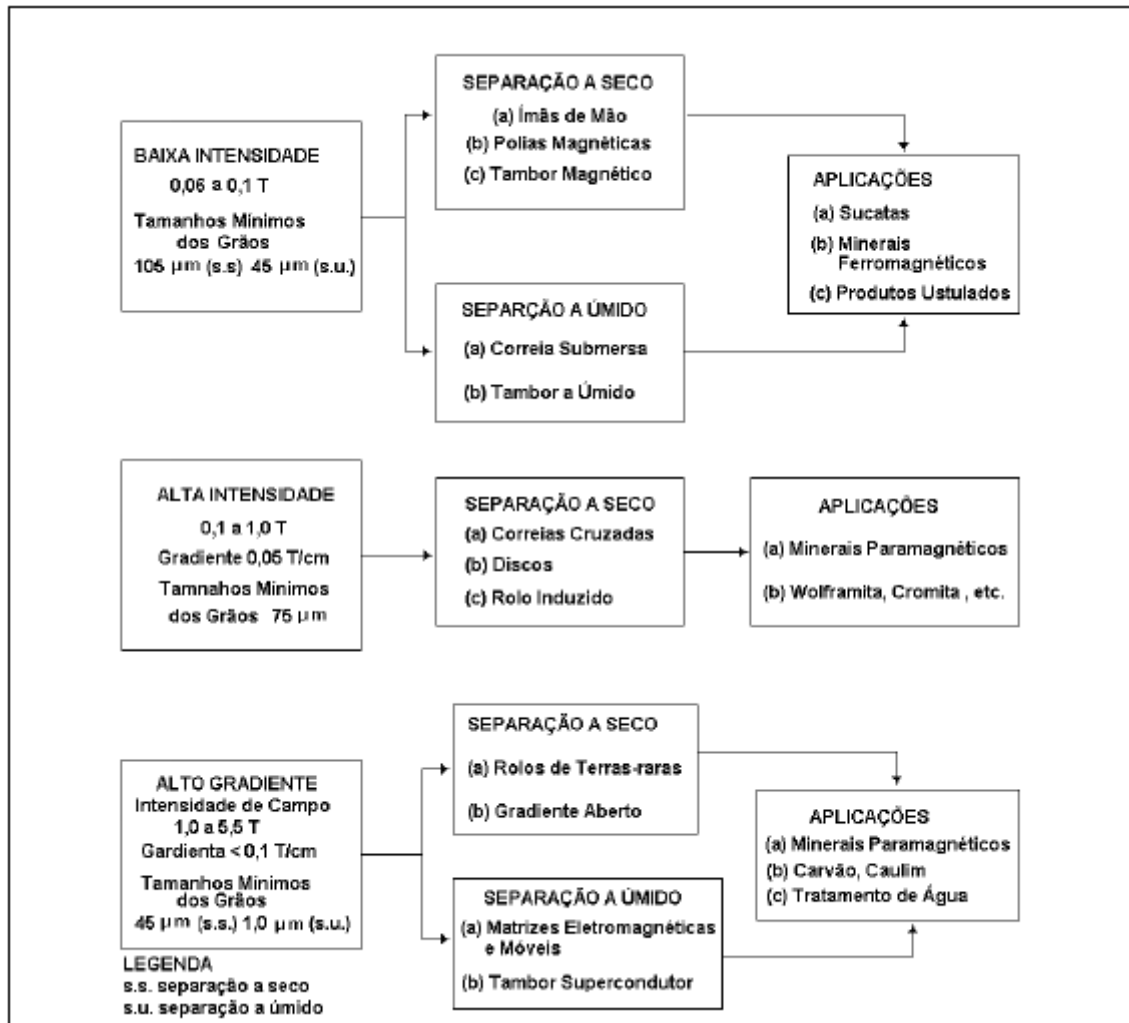 BAIXA INTENSIDADE
0,06 a 0,1 T
Tamanhos Mínimos
dos Grãos
105 µm (s.s) 45 µm (s.u.)
SEPARAÇÃO A SECO
(a) Ímãs de Mão
(b) Polias Magnéticas
(c) Tambor Magnético
SEPARÇÃO A ÚMIDO
(a) Correia Submersa
(b) Tambor a Úmido
APLICAÇÕES
(a) Sucatas
(b) Minerais
Ferromagnéticos
(c) Produtos Ustulados
ALTA INTENSIDADE
0,1 a 1,0 T
Gradiente 0,05 T/cm
Tamnahos Mínimos
dos Grãos 75 µm
SEPARAÇÃO A SECO
(a) Correias Cruzadas
(b) Discos
(c) Rolo Induzido
APLICAÇÕES
(a) Minerais Paramagnéticos
(b) Wolframita, Cromita , etc.
ALTO GRADIENTE
Intensidade de Campo
1,0 a 5,5 T
Gardienta < 0,1 T/cm
Tamanhos Mínimos
dos Grãos
45 µm (s.s.) 1,0 µm (s.u.)
SEPARAÇÃO A SECO
(a) Rolos de Terras-raras
(b) Gradiente Aberto
SEPARAÇÃO A ÚMIDO
(a) Matrizes Eletromagnéticas
e Móveis
(b) Tambor Supercondutor
APLICAÇÕES
(a) Minerais Paramagnéticos
(b) Carvão, Caulim
(c) Tratamento de Água
LEGENDA
s.s. separação a seco
s.u. separação a úmido